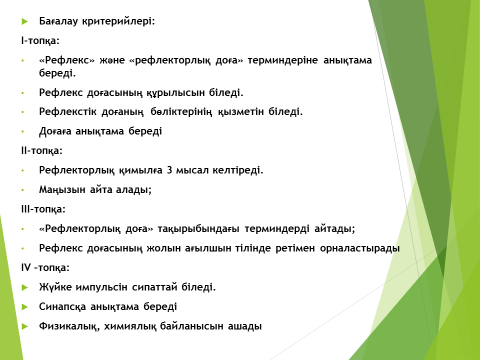 Бағалау критерийлері:
I-топқа:
«Рефлекс» және «рефлекторлық доға» терминдеріне анықтама
береді.
Рефлекс доғасының құрылысын біледі.
Рефлекстік доғаның бөліктерінің қызметін біледі.
Доғаға анықтама береді
II-топқа:
Рефлекторлық қимылға 3 мысал келтіреді.
Маңызын айта алады;
III-топқа:
«Рефлекторлық доға» тақырыбындағы терминдерді айтады;
Рефлекс доғасының жолын ағылшын тілінде ретімен орналастырады
IV -топқа:
Жүйке импульсін сипаттай біледі.
Синапсқа анықтама береді
Физикалық, химиялық байланысын ашады